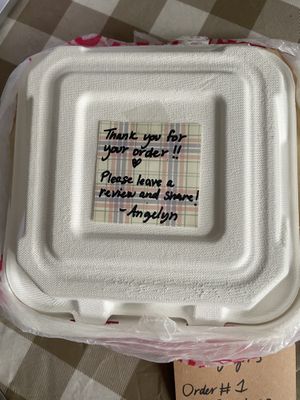 Thank you for
your order !!
♡
Please leave a
review and share!
- Angelyn
Order # 1